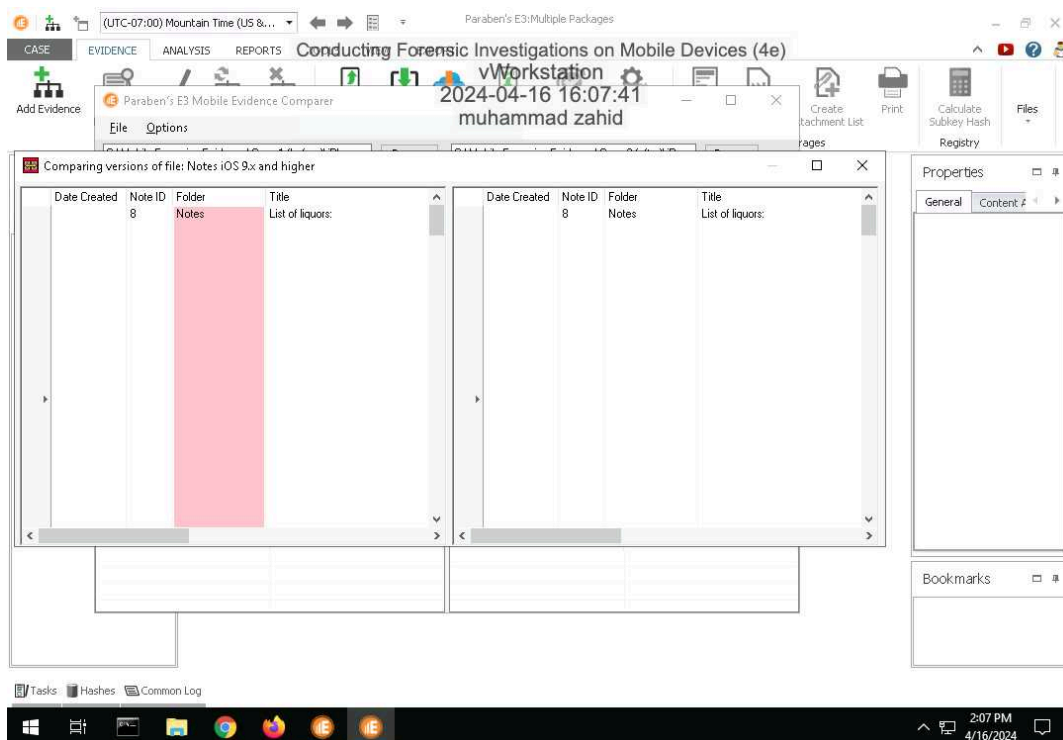 (UTC-07:00) Mountain Time (US &...
Paraben's E3:Multiple Packages
CASE EVIDENCE ANALYSIS REPORTS
Conducting Forensic Investigations on Mobile Devices (4e)
vWorkstation
2024-04-16 16:07:41
muhammad zahid
Add Evidence
Create
Print
Calculate
Subkey Hash
Files
Registry
Paraben's E3 Mobile Evidence Comparer
File Options
Comparing versions of file: Notes iOS 9.x and higher
Date Created Note ID Folder Title
8 Notes List of liquors:
Date Created Note ID Folder Title
8 Notes List of liquors:
Properties
General
Bookmarks
Tasks Hashes Common Log
2:07 PM
4/16/2024